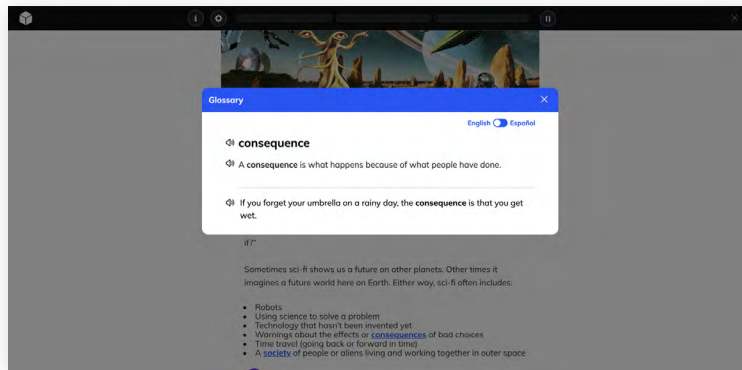 Glossary
English Español
consequence
A consequence is what happens because of what people have done.
If you forget your umbrella on a rainy day, the consequence is that you get
wet.
if?"
Sometimes sci-fi shows us a future on other planets. Other times it
imagines a future world here on Earth. Either way, sci-fi often includes:
Robots
Using science to solve a problem
Technology that hasn't been invented yet
Warnings about the effects or consequences of bad choices
Time travel (going back or forward in time)
A society of people or aliens living and working together in outer space